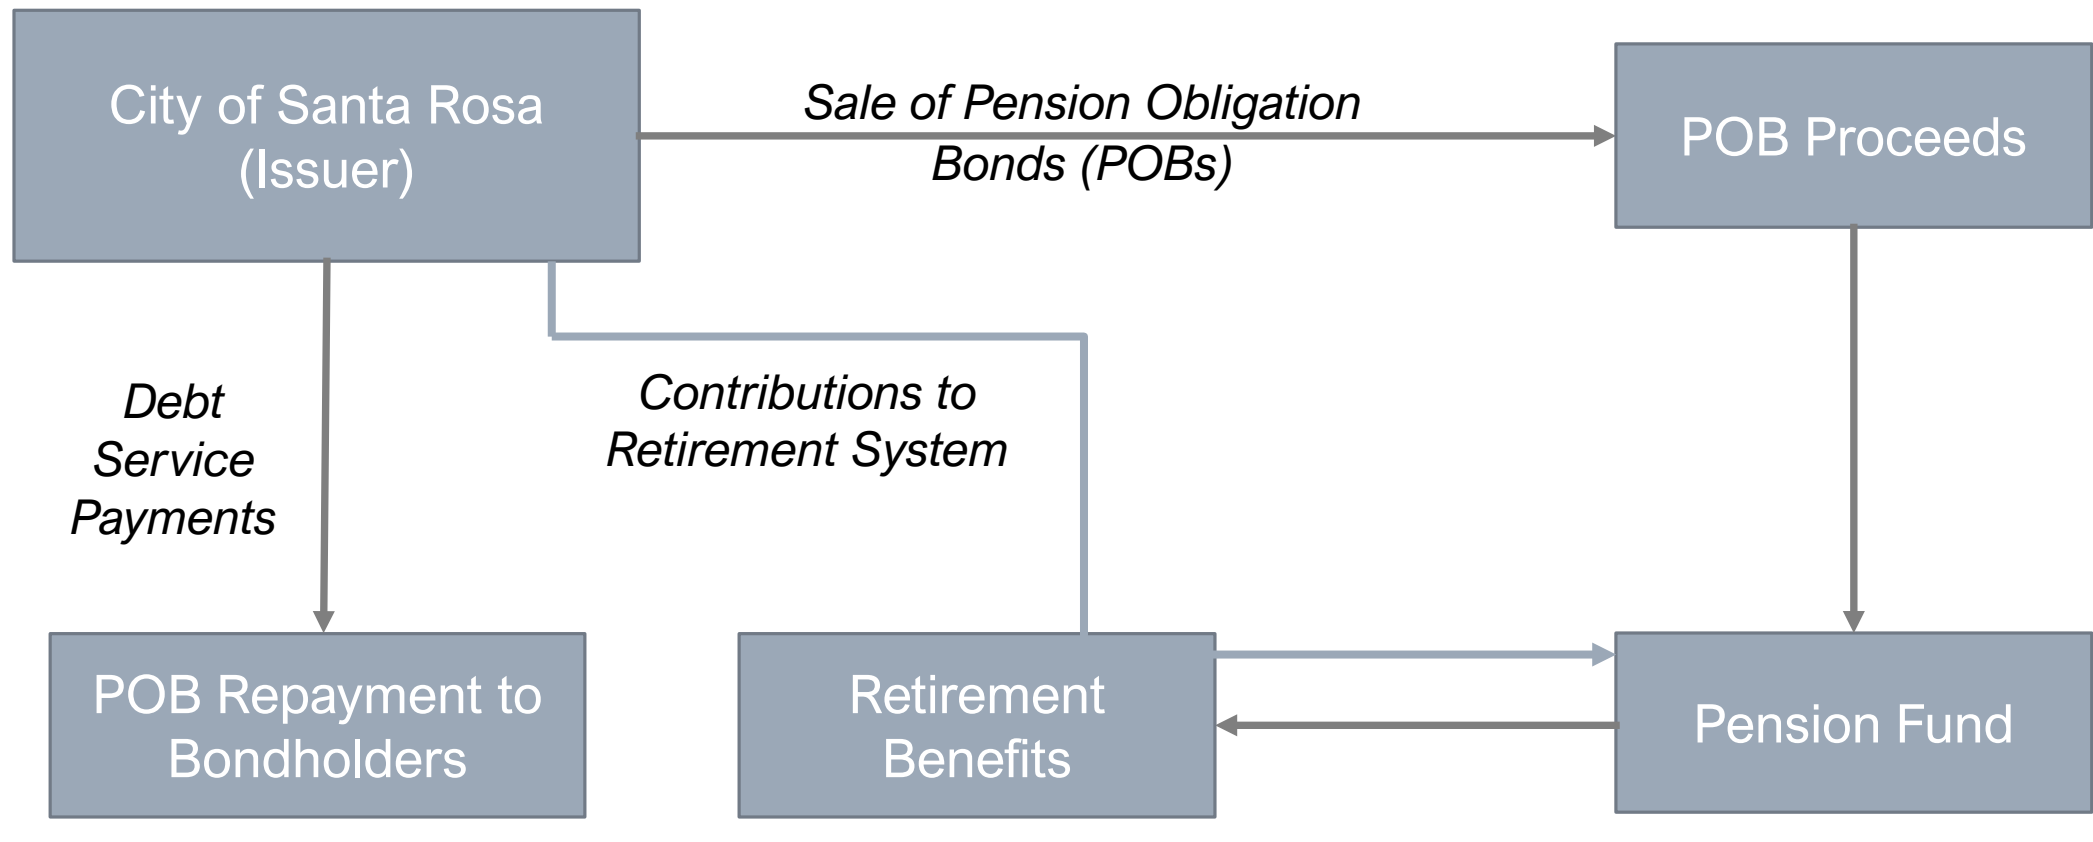 City of Santa Rosa
(Issuer)
Sale of Pension Obligation
Bonds (POBs)
POB Proceeds
Debt
Service
Payments
Contributions to
Retirement System
POB Repayment to
Bondholders
Retirement
Benefits
Pension Fund